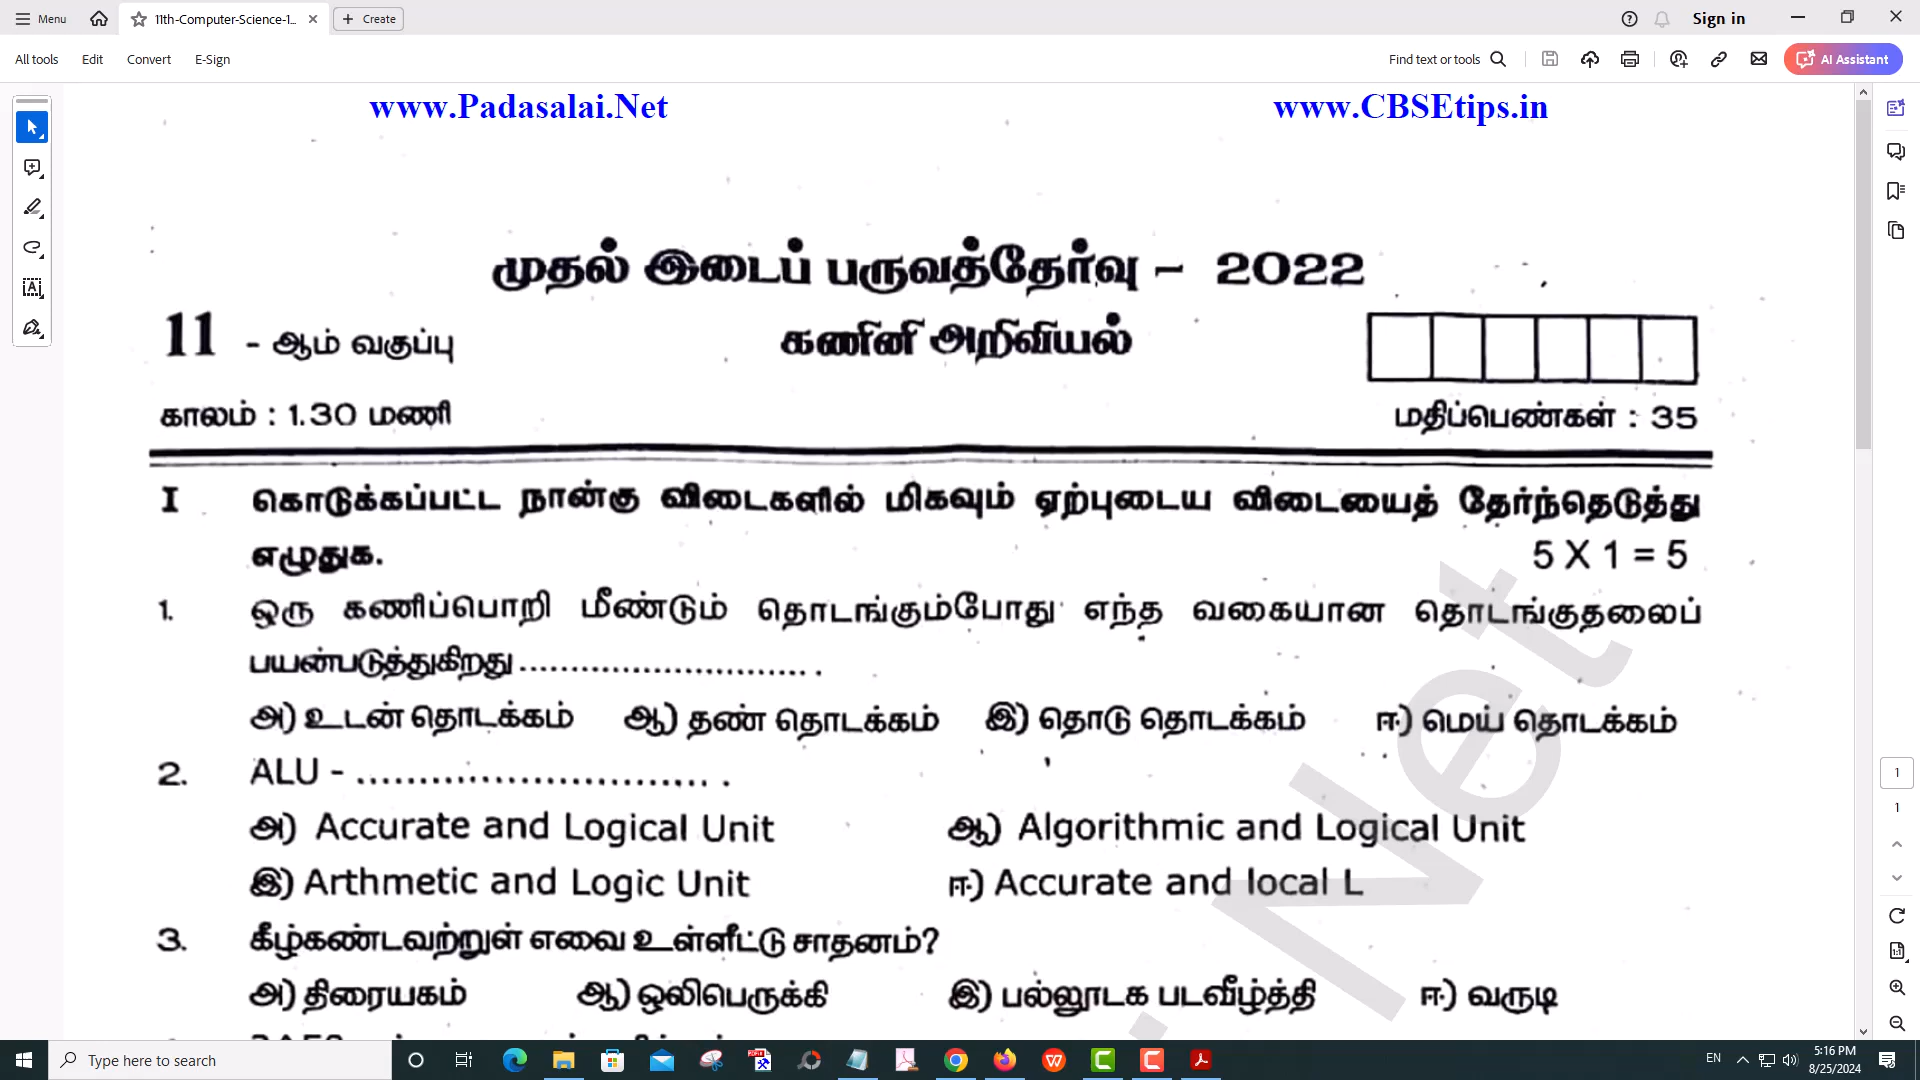 Menu
11th-Computer-Science-1...
Create
Sign in
All tools
Edit
Convert
E-Sign
Find text or tools
AI Assistant
www.Padasalai.Net www.CBSEtips.in
முதல் இடைப் பருவத்தேர்வு – 2022
11 - ஆம் வகுப்பு கணினி அறிவியல்
காலம் : 1.30 மணி மதிப்பெண்கள் : 35
I கொடுக்கப்பட்ட நான்கு விடைகளில் மிகவும் ஏற்புடைய விடையைத் தேர்ந்தெடுத்து
எழுதுக. 5 X 1 = 5
1. ஒரு கணிப்பொறி மீண்டும் தொடங்கும்போது எந்த வகையான தொடங்குதலைப்
பயன்படுத்துகிறது.............................
அ) உடன் தொடக்கம் ஆ) தண் தொடக்கம் இ) தொடு தொடக்கம் ஈ) மெய் தொடக்கம்
2. ALU - ..............................
அ) Accurate and Logical Unit ஆ) Algorithmic and Logical Unit
இ) Arthmetic and Logic Unit ஈ) Accurate and local L
3. கீழ்கண்டவற்றுள் எவை உள்ளீட்டு சாதனம்?
அ) திரையகம் ஆ) ஒலிபெருக்கி இ) பல்லூடக படவீழ்த்தி ஈ) வருடி
Net
1
1
Type here to search
EN
5:16 PM
8/25/2024